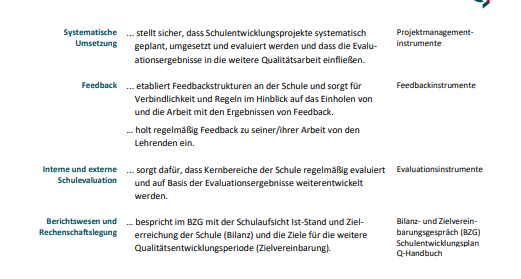 Systematische
Umsetzung
... stellt sicher, dass Schulentwicklungsprojekte systematisch
geplant, umgesetzt und evaluiert werden und dass die Evalu-
ationsergebnisse in die weitere Qualitätsarbeit einfließen.
Projektmanagement-
instrumente
Feedback
... etabliert Feedbackstrukturen an der Schule und sorgt für
Verbindlichkeit und Regeln im Hinblick auf das Einholen von
und die Arbeit mit den Ergebnissen von Feedback.
... holt regelmäßig Feedback zu seiner/ihrer Arbeit von den
Lehrenden ein.
Feedbackinstrumente
Interne und externe
Schulevaluation
... sorgt dafür, dass Kernbereiche der Schule regelmäßig evaluiert
und auf Basis der Evaluationsergebnisse weiterentwickelt
werden.
Evaluationsinstrumente
Berichtswesen und
Rechenschaftslegung
... bespricht im BZG mit der Schulaufsicht Ist-Stand und Ziel-
erreichung der Schule (Bilanz) und die Ziele für die weitere
Qualitätsentwicklungsperiode (Zielvereinbarung).
Bilanz- und Zielverein-
barungsgespräch (BZG)
Schulentwicklungsplan
Q-Handbuch